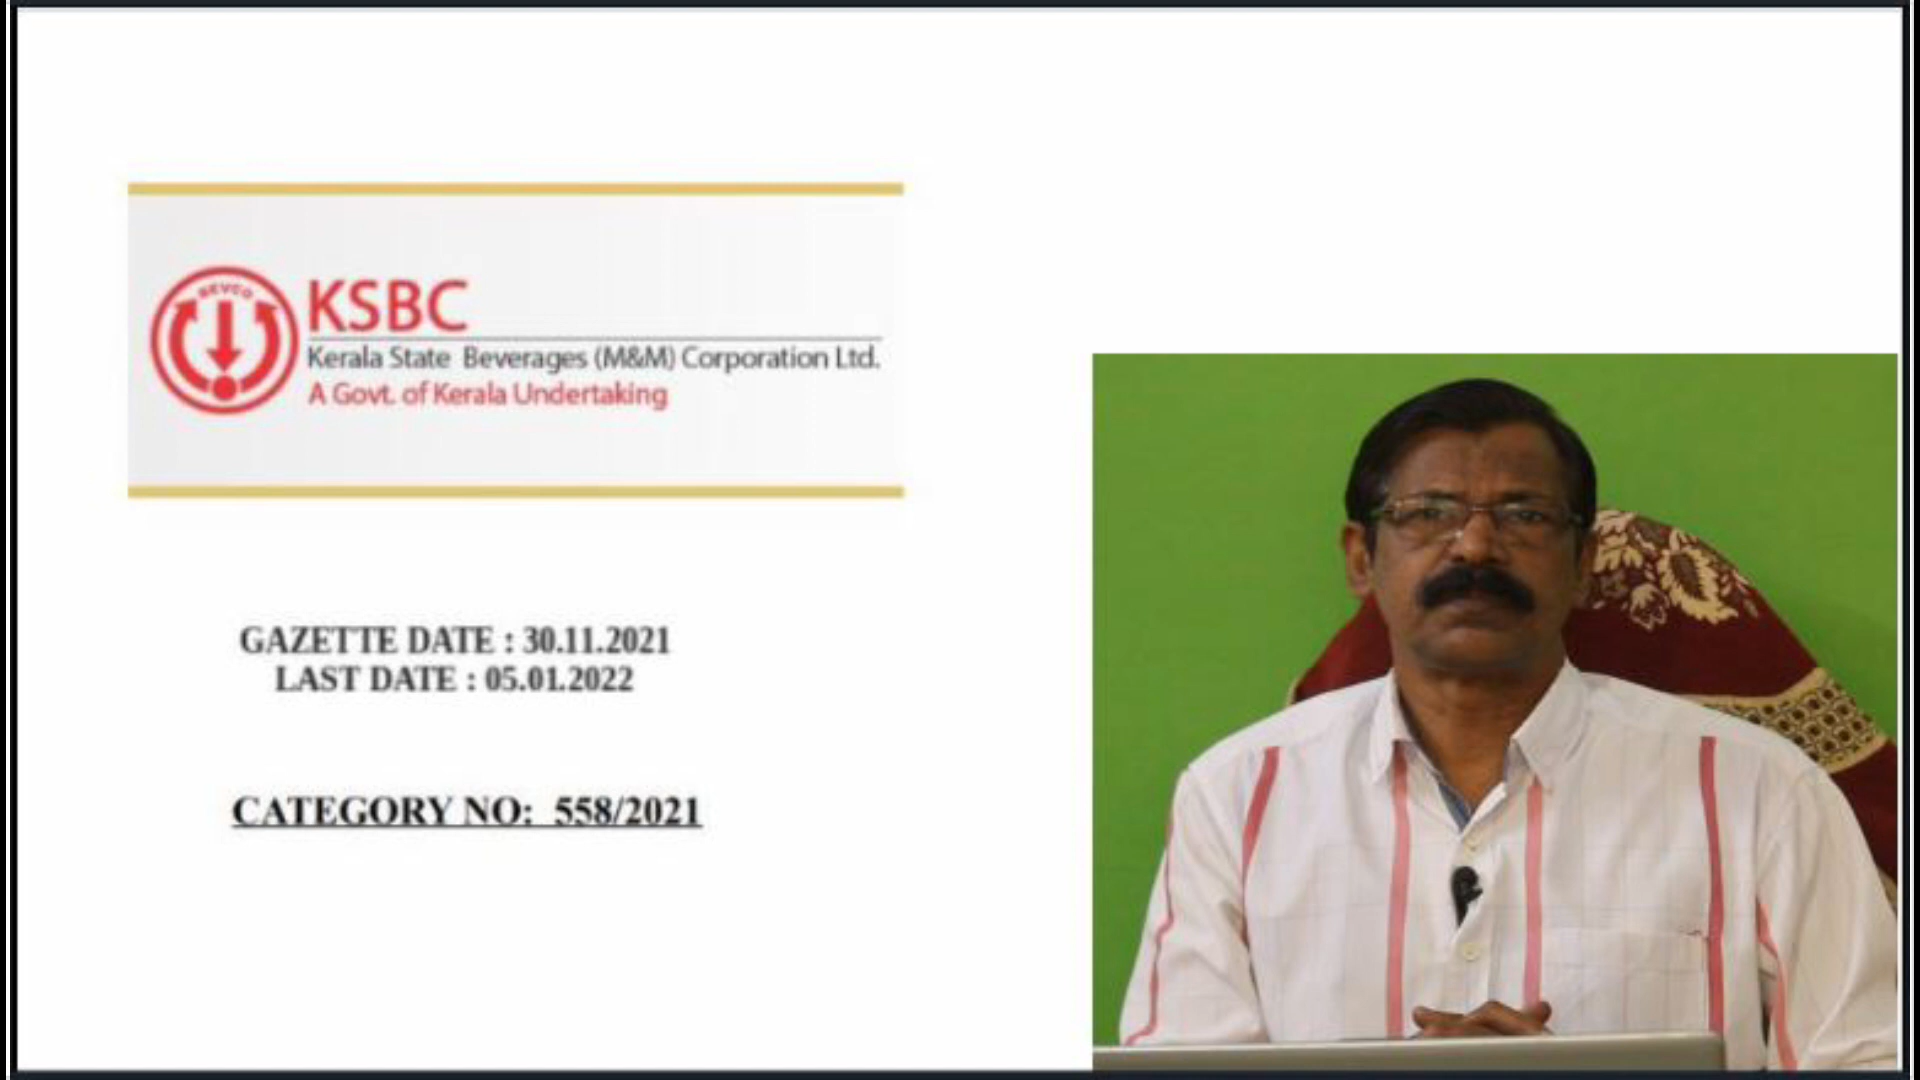 BEVCO
KSBC
Kerala State Beverages (M&M) Corporation Ltd.
A Govt. of Kerala Undertaking
GAZETTE DATE : 30.11.2021
LAST DATE : 05.01.2022
CATEGORY NO: 558/2021